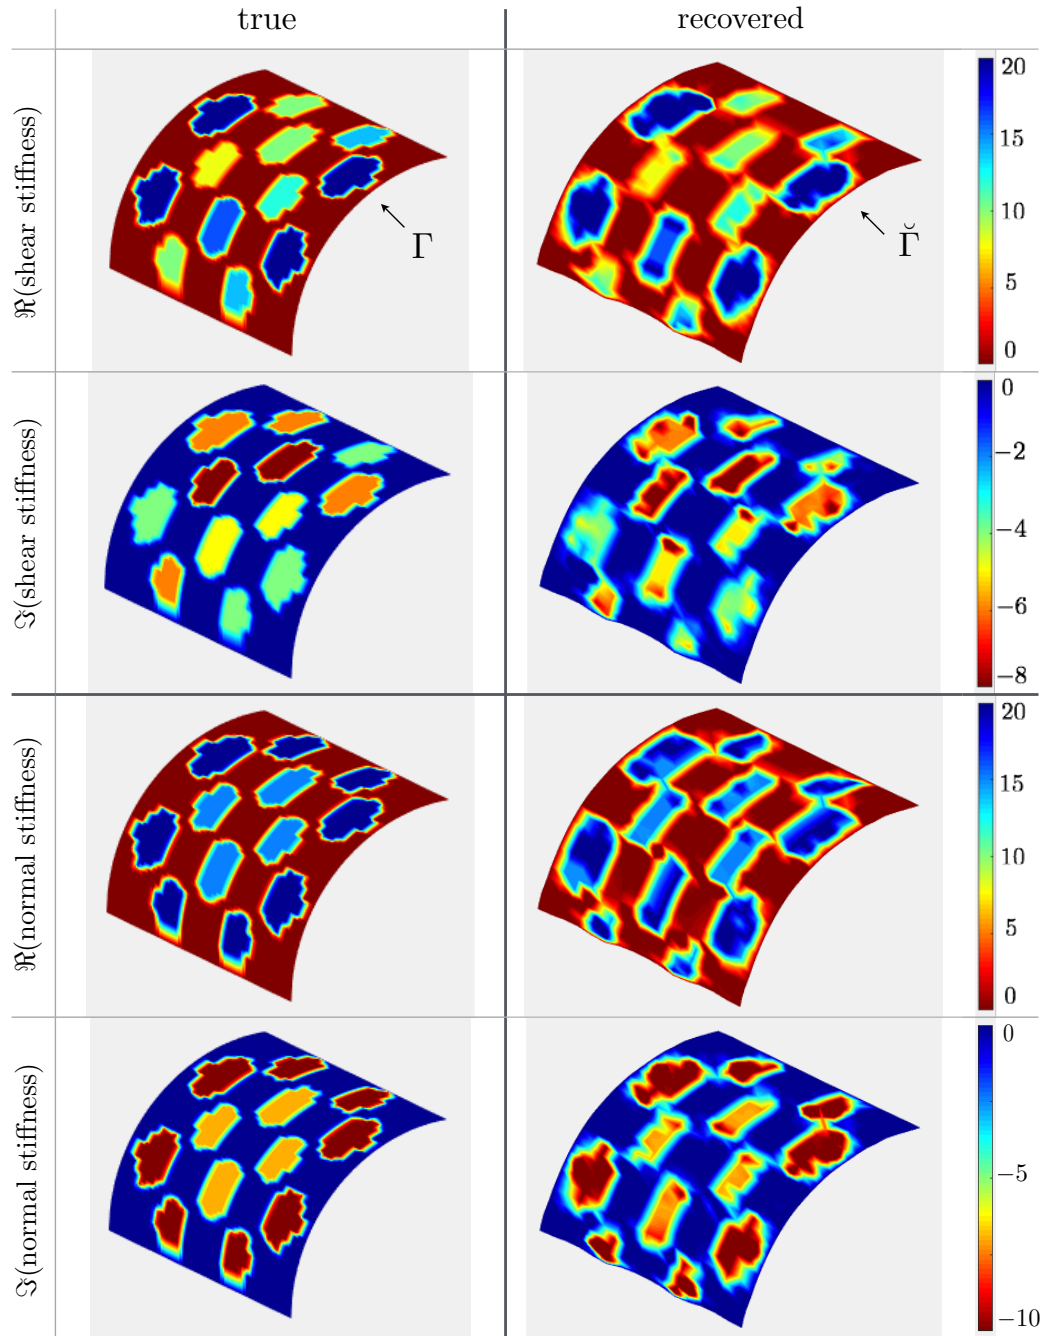 true
recovered
ℜ(shear stiffness)
Γ
Γ̆
20
15
10
5
0
ℑ(shear stiffness)
0
−2
−4
−6
−8
ℜ(normal stiffness)
20
15
10
5
0
ℑ(normal stiffness)
0
−5
−10